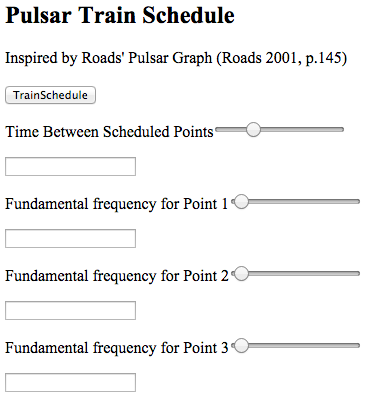 Pulsar Train Schedule
Inspired by Roads' Pulsar Graph (Roads 2001, p.145)
TrainSchedule
Time Between Scheduled Points
Fundamental frequency for Point 1
Fundamental frequency for Point 2
Fundamental frequency for Point 3